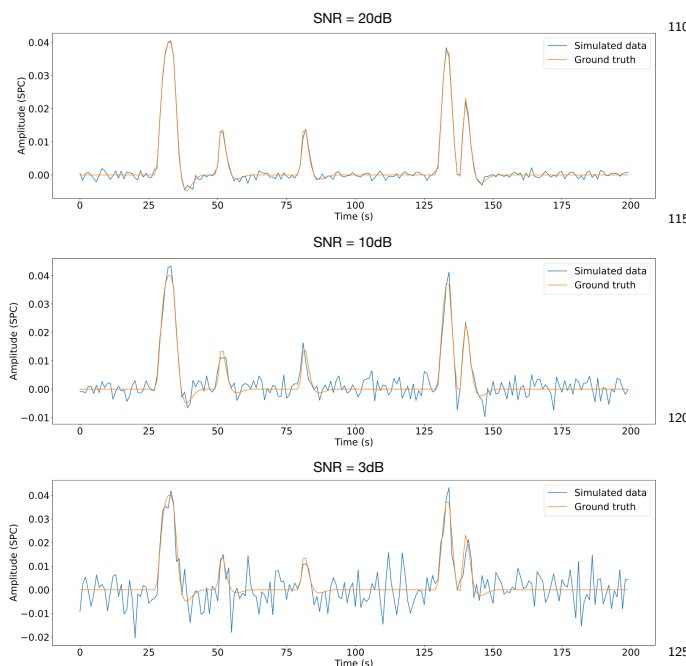 SNR = 20dB
110
0.04
0.03
0.02
0.01
0.00
Amplitude (SPC)
Simulated data
Ground truth
0 25 50 75 100 125 150 175 200
Time (s)
115
SNR = 10dB
0.04
0.03
0.02
0.01
0.00
−0.01
Amplitude (SPC)
Simulated data
Ground truth
0 25 50 75 100 125 150 175 200
Time (s)
120
SNR = 3dB
0.04
0.03
0.02
0.01
0.00
−0.01
−0.02
Amplitude (SPC)
Simulated data
Ground truth
0 25 50 75 100 125 150 175 200
Time (s)
125